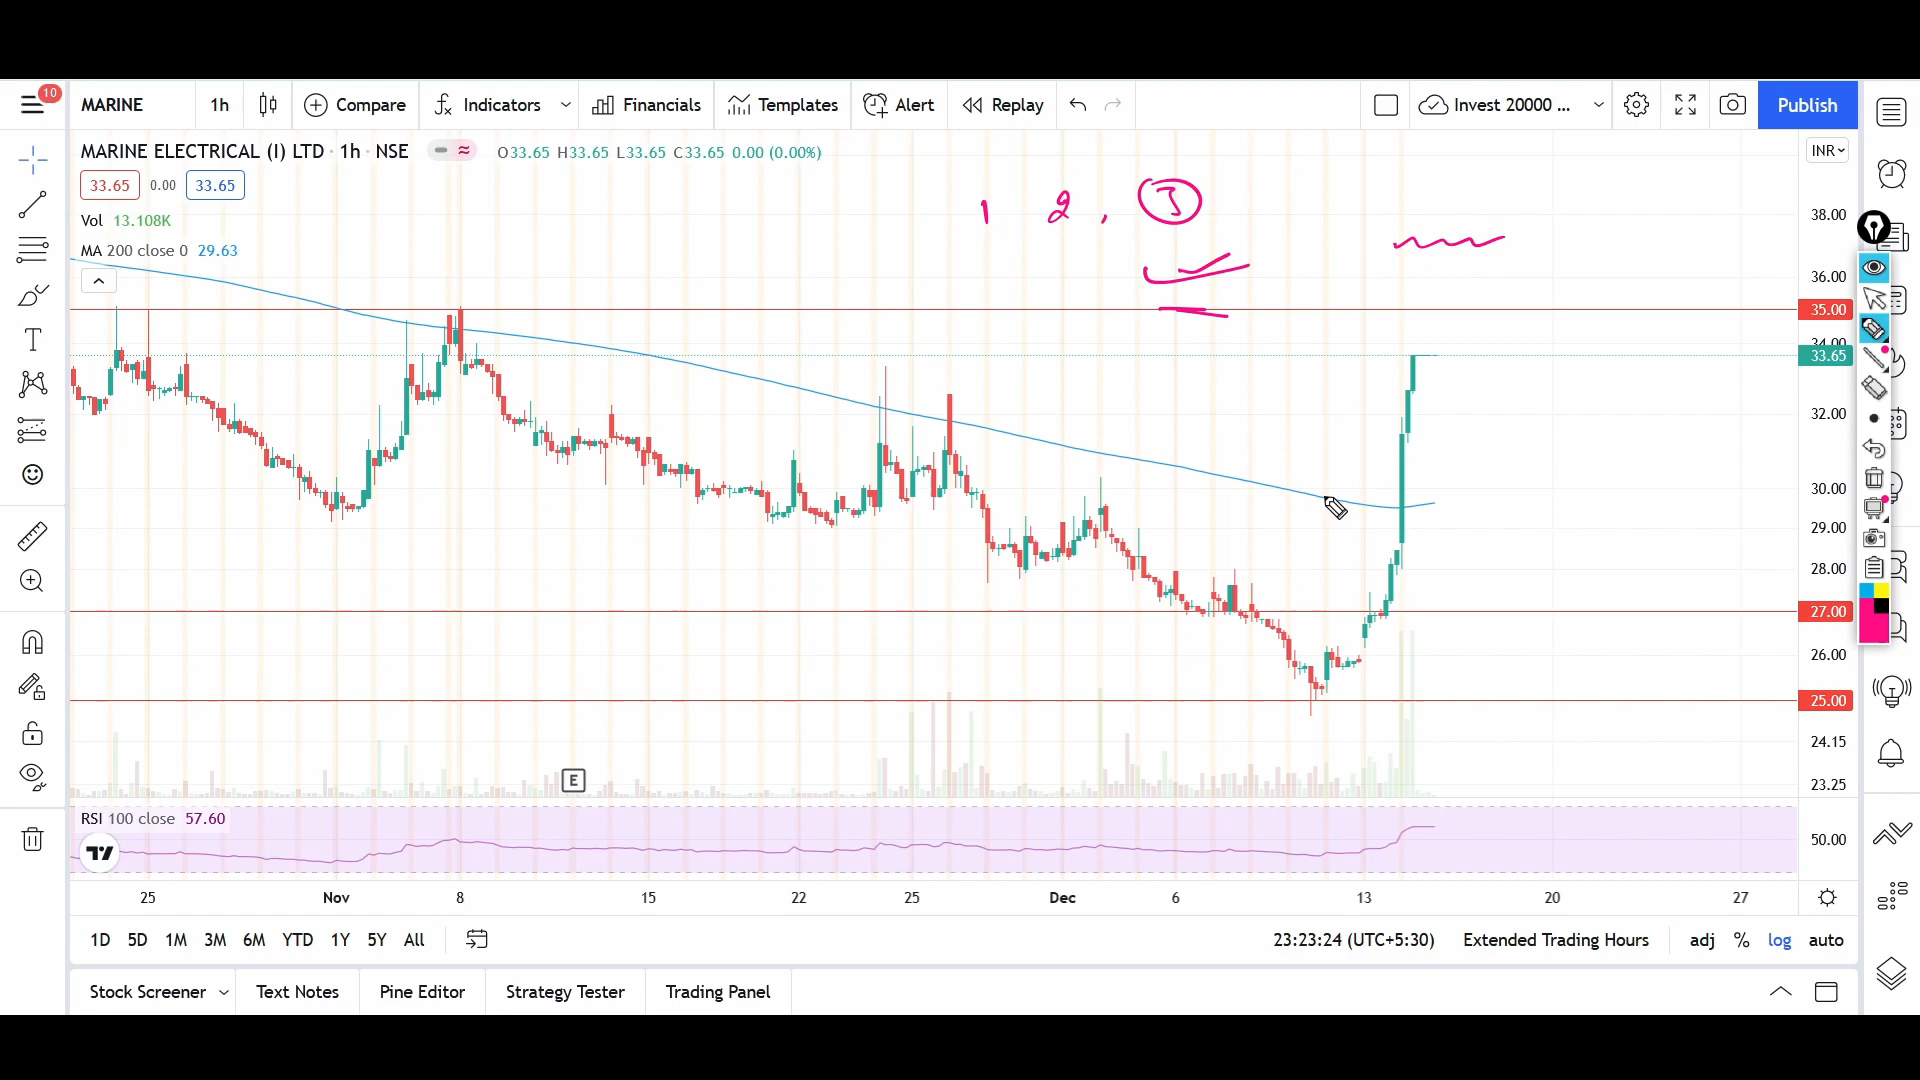 10
MARINE 1h Compare Indicators Financials Templates Alert Replay Invest 20000 ... Publish
MARINE ELECTRICAL (I) LTD · 1h · NSE O33.65 H33.65 L33.65 C33.65 0.00 (0.00%) INR
33.65 0.00 33.65
1 2 , 3
Vol 13.108K
MA 200 close 0 29.63
38.00
36.00
35.00
34.00
33.65
32.00
30.00
29.00
28.00
27.00
26.00
25.00
24.15
23.25
E
RSI 100 close 57.60
50.00
25 Nov 8 15 22 25 Dec 6 13 20 27
1D 5D 1M 3M 6M YTD 1Y 5Y All 23:23:24 (UTC+5:30) Extended Trading Hours adj % log auto
Stock Screener Text Notes Pine Editor Strategy Tester Trading Panel